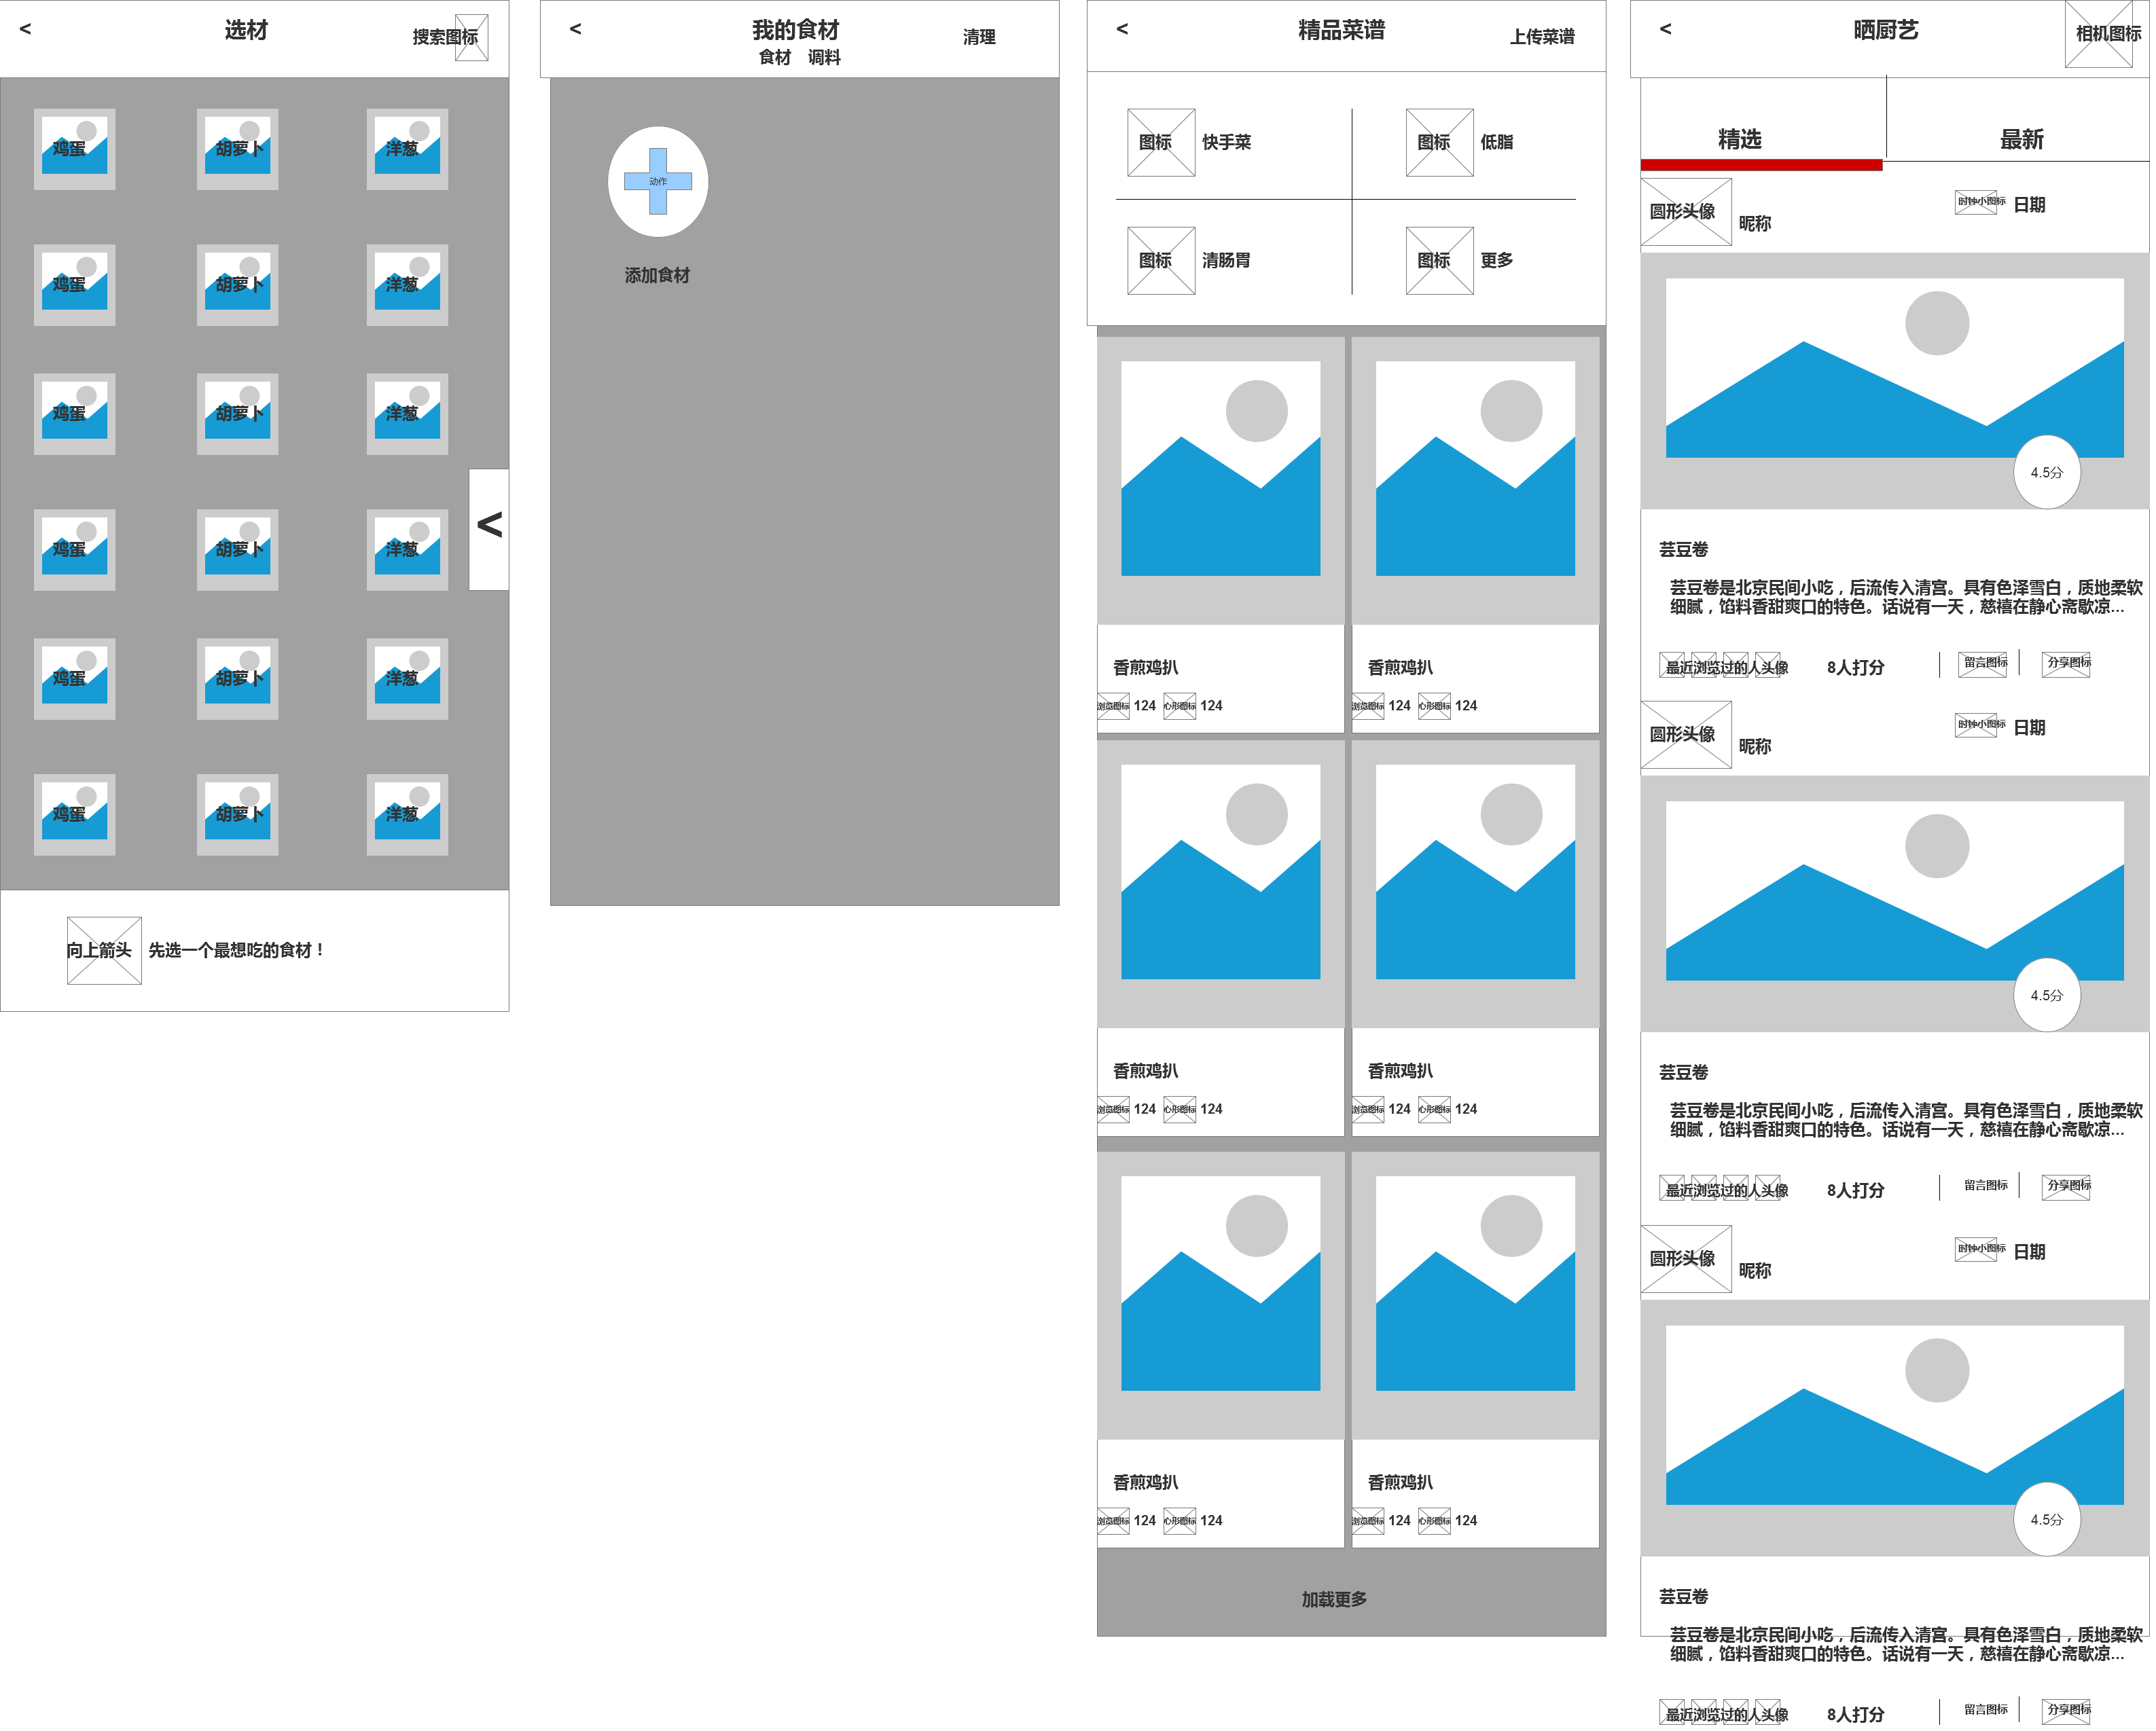 <
选材
搜索图标
鸡蛋
胡萝卜
洋葱
鸡蛋
胡萝卜
洋葱
鸡蛋
胡萝卜
洋葱
鸡蛋
胡萝卜
洋葱
<
鸡蛋
胡萝卜
洋葱
鸡蛋
胡萝卜
洋葱
向上箭头
先选一个最想吃的食材！
<
我的食材
清理
食材 调料
动作
添加食材
<
精品菜谱
上传菜谱
图标 快手菜
图标 低脂
图标 清肠胃
图标 更多
香煎鸡扒
香煎鸡扒
浏览图标 124 心形图标 124
浏览图标 124 心形图标 124
香煎鸡扒
香煎鸡扒
浏览图标 124 心形图标 124
浏览图标 124 心形图标 124
香煎鸡扒
香煎鸡扒
浏览图标 124 心形图标 124
浏览图标 124 心形图标 124
加载更多
<
晒厨艺
相机图标
精选
最新
圆形头像
昵称
时钟小图标
日期
4.5分
芸豆卷
芸豆卷是北京民间小吃，后流传入清宫。具有色泽雪白，质地柔软
细腻，馅料香甜爽口的特色。话说有一天，慈禧在静心斋歇凉...
最近浏览过的人头像
8人打分
留言图标
分享图标
圆形头像
昵称
时钟小图标
日期
4.5分
芸豆卷
芸豆卷是北京民间小吃，后流传入清宫。具有色泽雪白，质地柔软
细腻，馅料香甜爽口的特色。话说有一天，慈禧在静心斋歇凉...
最近浏览过的人头像
8人打分
留言图标
分享图标
圆形头像
昵称
时钟小图标
日期
4.5分
芸豆卷
芸豆卷是北京民间小吃，后流传入清宫。具有色泽雪白，质地柔软
细腻，馅料香甜爽口的特色。话说有一天，慈禧在静心斋歇凉...
最近浏览过的人头像
8人打分
留言图标
分享图标